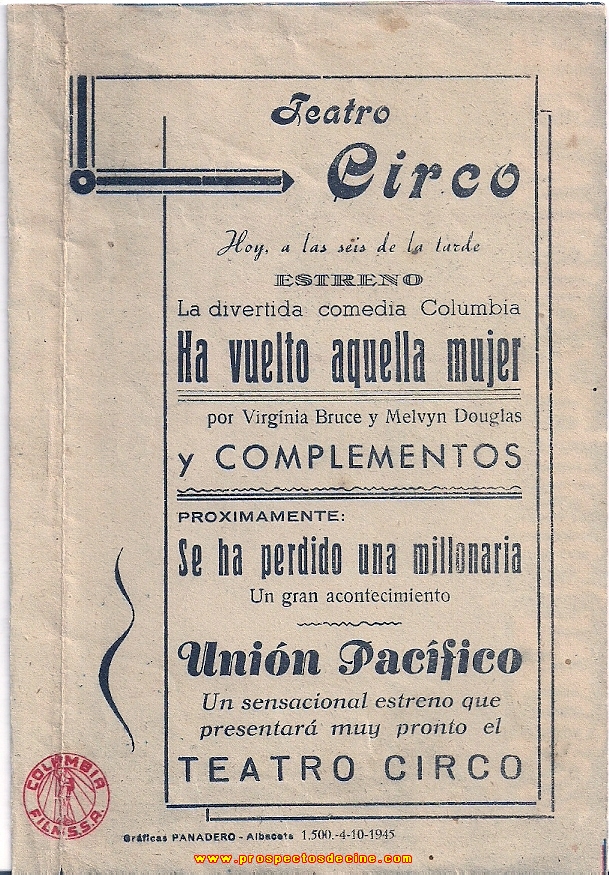 Teatro
Circo
Hoy, a las seis de la tarde
ESTRENO
La divertida comedia Columbia
Ha vuelto aquella mujer
por Virginia Bruce y Melvyn Douglas
y COMPLEMENTOS
PROXIMAMENTE:
Se ha perdido una millonaria
Un gran acontecimiento
Unión Pacífico
Un sensacional estreno que
presentará muy pronto el
TEATRO CIRCO
COLUMBIA
FILMS.S.A.
Gráficas PANADERO - Albacete 1.500.-4-10-1945
www.prospectosdecine.com